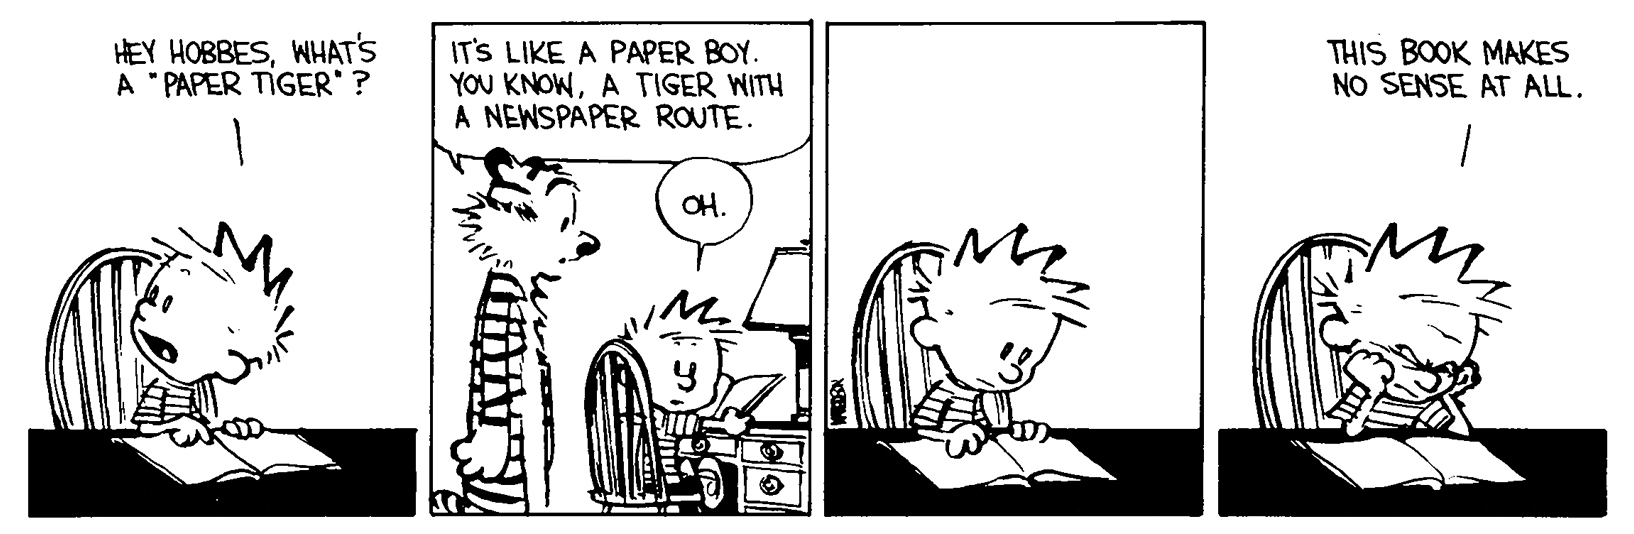 HEY HOBBES, WHAT'S
A "PAPER TIGER"?
IT'S LIKE A PAPER BOY.
YOU KNOW, A TIGER WITH
A NEWSPAPER ROUTE.
OH.
THIS BOOK MAKES
NO SENSE AT ALL.